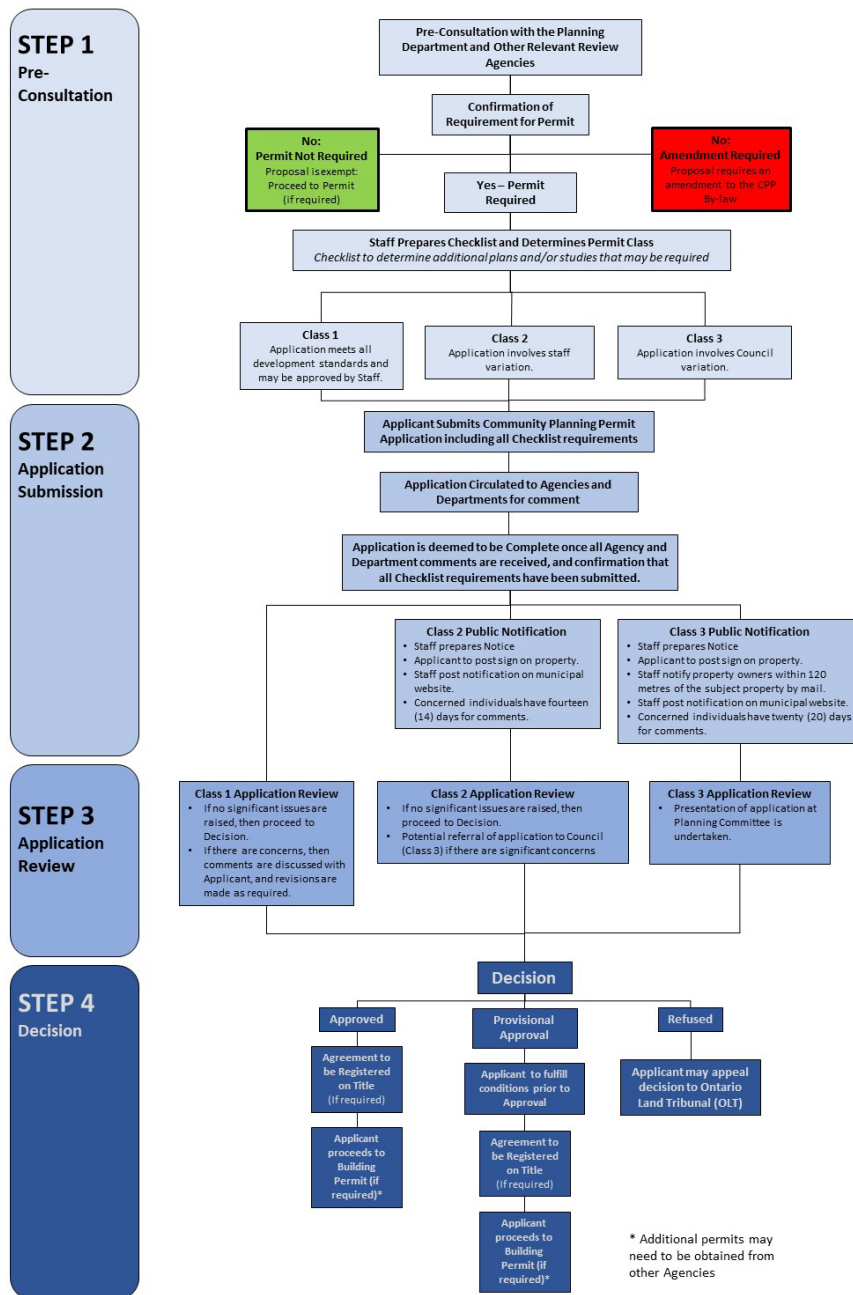 STEP 1
Pre-
Consultation
Pre-Consultation with the Planning
Department and Other Relevant Review
Agencies
Confirmation of
Requirement for Permit
No:
Permit Not Required
Proposal is exempt:
Proceed to Permit
(if required)
No:
Amendment Required
Proposal requires an
amendment to the CPP
By-law
Yes – Permit
Required
Staff Prepares Checklist and Determines Permit Class
Checklist to determine additional plans and/or studies that may be required
Class 1
Application meets all
development standards and
may be approved by Staff.
Class 2
Application involves staff
variation.
Class 3
Application involves Council
variation.
STEP 2
Application
Submission
Applicant Submits Community Planning Permit
Application including all Checklist requirements
Application Circulated to Agencies and
Departments for comment
Application is deemed to be Complete once all Agency and
Department comments are received, and confirmation that
all Checklist requirements have been submitted.
Class 2 Public Notification
• Staff prepares Notice
• Applicant to post sign on property.
• Staff post notification on municipal
website.
• Concerned individuals have fourteen
(14) days for comments.
Class 3 Public Notification
• Staff prepares Notice
• Applicant to post sign on property.
• Staff notify property owners within 120
metres of the subject property by mail.
• Staff post notification on municipal website.
• Concerned individuals have twenty (20) days
for comments.
STEP 3
Application
Review
Class 1 Application Review
• If no significant issues are
raised, then proceed to
Decision.
• If there are concerns, then
comments are discussed with
Applicant, and revisions are
made as required.
Class 2 Application Review
• If no significant issues are raised, then
proceed to Decision.
• Potential referral of application to Council
(Class 3) if there are significant concerns
Class 3 Application Review
• Presentation of application at
Planning Committee is
undertaken.
STEP 4
Decision
Decision
Approved
Agreement to
be Registered
on Title
(If required)
Applicant
proceeds to
Building
Permit (if
required)*
Provisional
Approval
Applicant to fulfill
conditions prior to
Approval
Agreement to
be Registered
on Title
(If required)
Applicant
proceeds to
Building
Permit (if
required)*
Refused
Applicant may appeal
decision to Ontario
Land Tribunal (OLT)
* Additional permits may
need to be obtained from
other Agencies